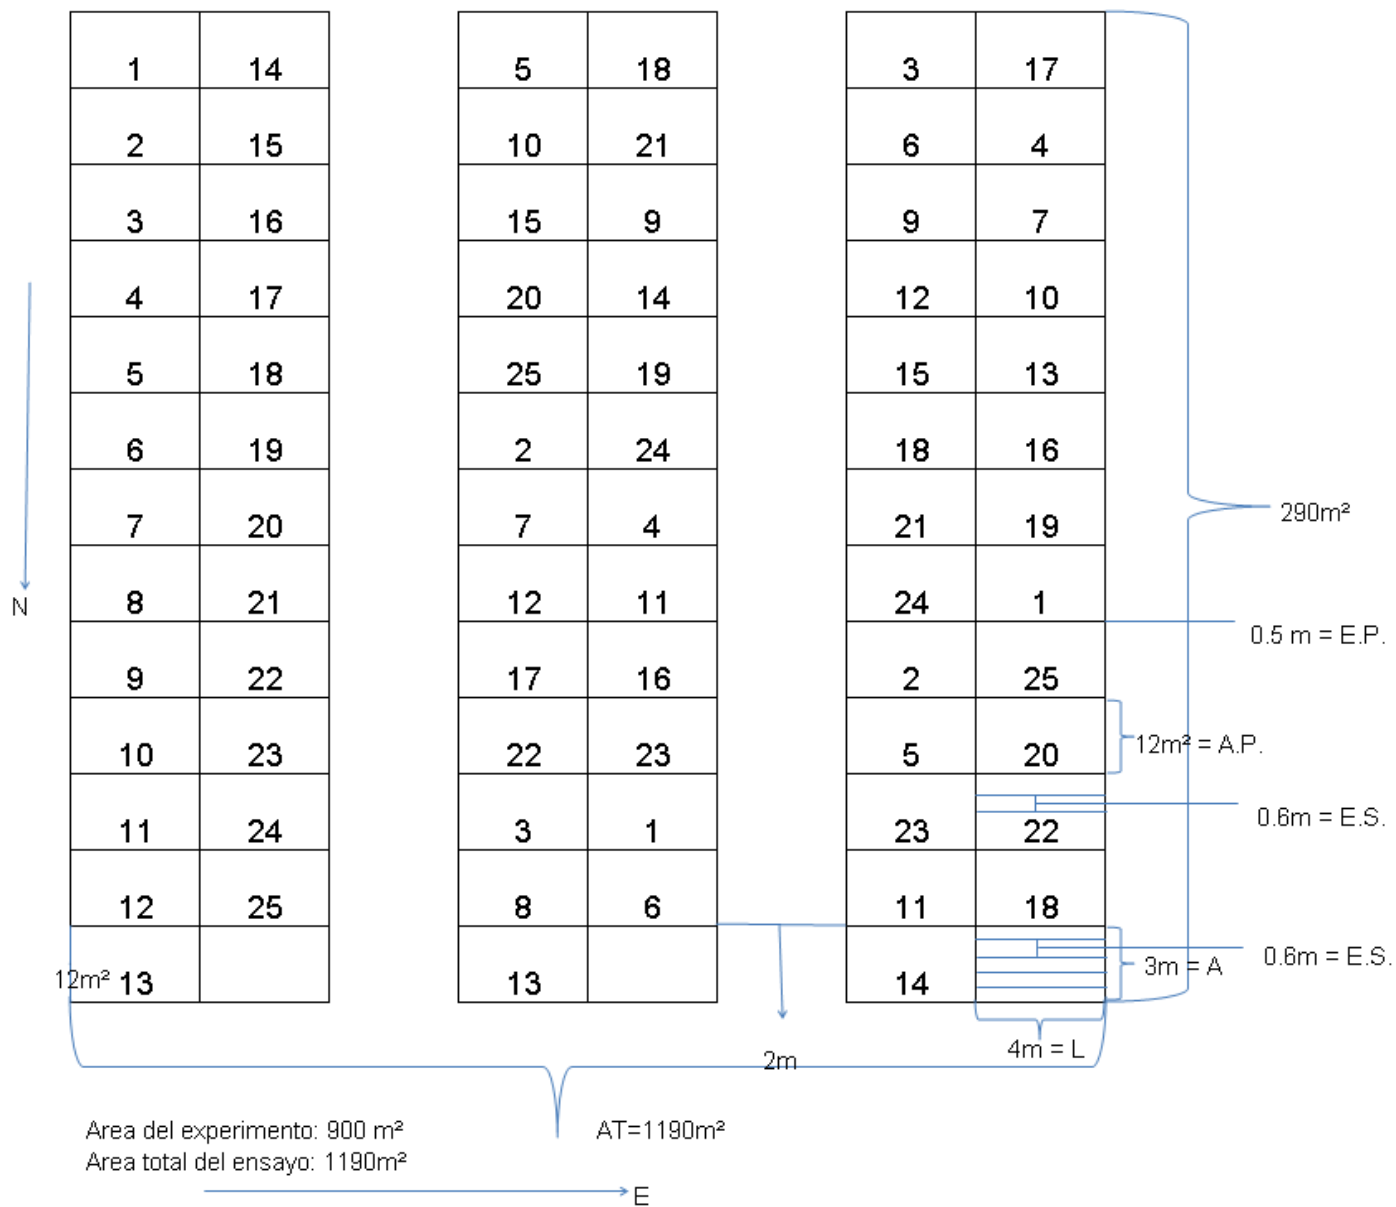 1 14 5 18 3 17
2 15 10 21 6 4
3 16 15 9 9 7
4 17 20 14 12 10
5 18 25 19 15 13
6 19 2 24 18 16
7 20 7 4 21 19
290m²
N
8 21 12 11 24 1
0.5 m = E.P.
9 22 17 16 2 25
10 23 22 23 5 20
12m² = A.P.
11 24 3 1 23 22
0.6m = E.S.
12 25 8 6 11 18
12m² 13 13 14
3m = A
0.6m = E.S.
4m = L
2m
Area del experimento: 900 m²
AT=1190m²
Area total del ensayo: 1190m²
E